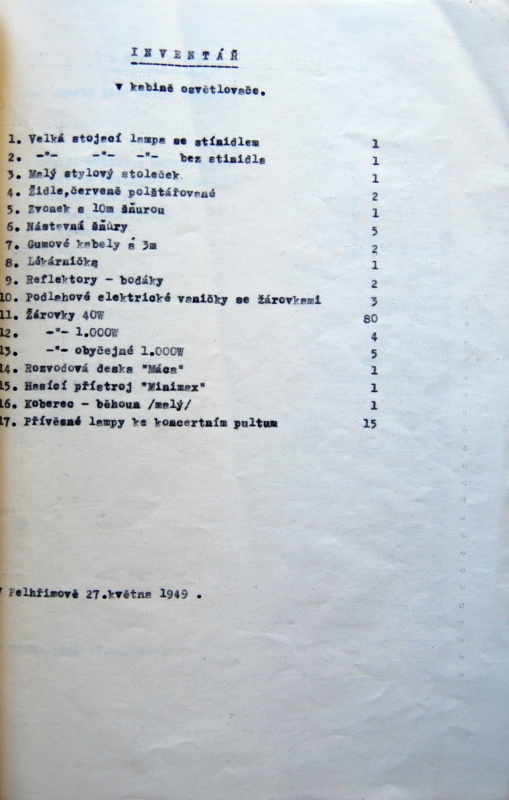 INVENTÁŘ
v kabině osvětlovače.
1. Velká stojací lampa se stínidlem 1
2. -"- -"- -"- bez stinidla 1
3. Malý stylový stoleček 1
4. Židle, červeně polštářované 2
5. Zvonek s 10m šňurou 1
6. Nástavné šňůry 5
7. Gumové kabely á 3m 2
8. Lékárnička 1
9. Reflektory - bodáky 2
10. Podlahové elektrické vaničky se žárovkami 3
11. Žárovky 40W 80
12. -"- 1.000W 4
13. -"- obyčejné 1.000W 5
14. Rozvodová deska "Máca" 1
15. Hasící přístroj "Minimax" 1
16. Koberec - běhoun /malý/ 1
17. Přívěsné lampy ke koncertním pultum 15
V Pelhřimově 27.května 1949 .